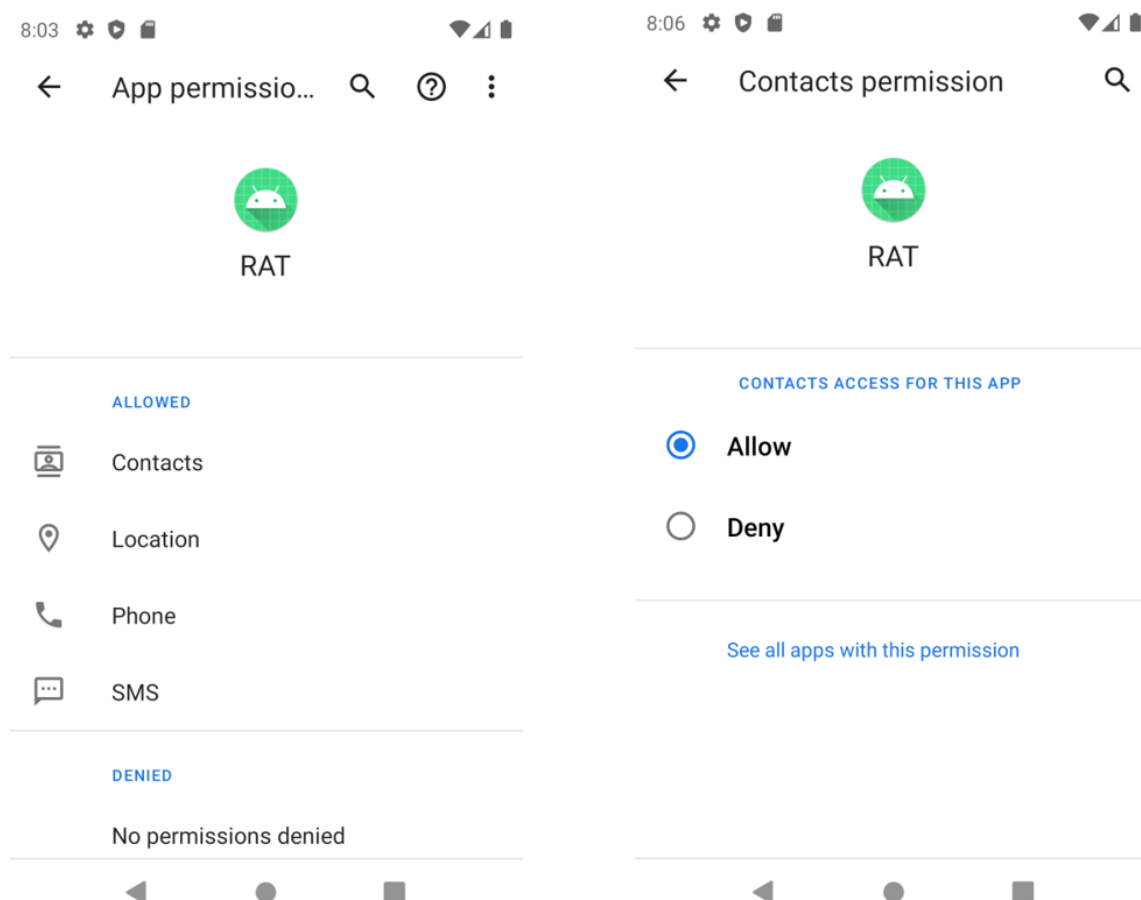 8:03
App permissio...
RAT
ALLOWED
Contacts
Location
Phone
SMS
DENIED
No permissions denied
8:06
Contacts permission
RAT
CONTACTS ACCESS FOR THIS APP
Allow
Deny
See all apps with this permission